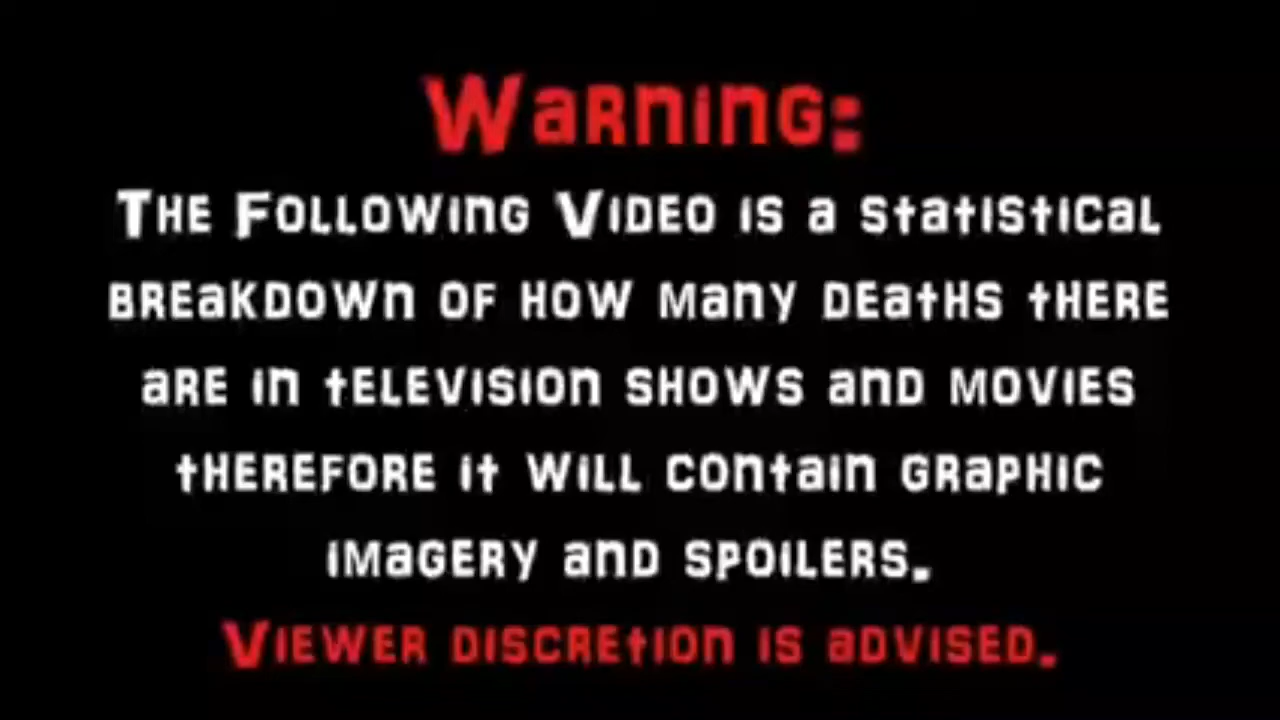 Warning:
The Following Video is a statistical
breakdown of how many deaths there
are in television shows and movies
therefore it will contain graphic
imagery and spoilers.
Viewer discretion is advised.